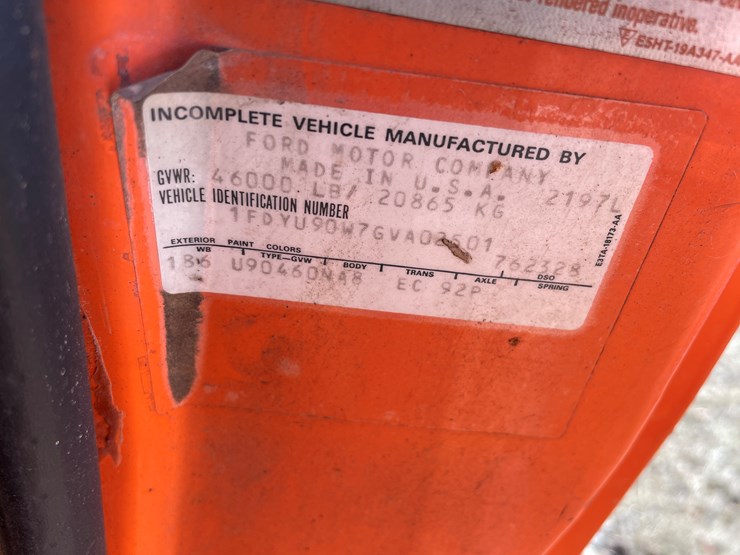 rendered inoperative.
E5HT-19A347-AA
INCOMPLETE VEHICLE MANUFACTURED BY
FORD MOTOR COMPANY
MADE IN U.S.A. 2197L
GVWR: 46000 LB/ 20865 KG
VEHICLE IDENTIFICATION NUMBER
762328
EXTERIOR PAINT COLORS DSO
WB TYPE-GVW BODY TRANS AXLE SPRING
186 U90460NA8 EC 92P
E3TA-18173-AA